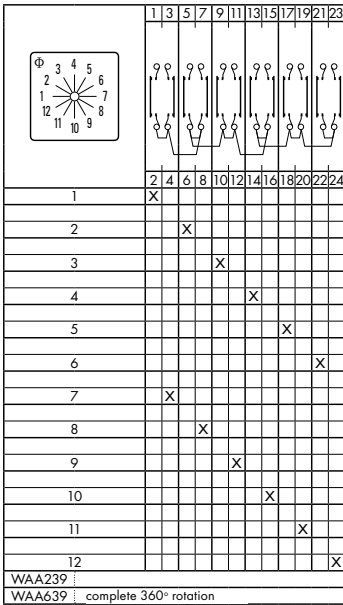 1 3 5 7 9 11 13 15 17 19 21 23
Φ
1 2 3 4 5 6 7 8 9 10 11 12
2 4 6 8 10 12 14 16 18 20 22 24
1 X
2 X
3 X
4 X
5 X
6 X
7 X
8 X
9 X
10 X
11 X
12 X
WAA239
WAA639 complete 360° rotation